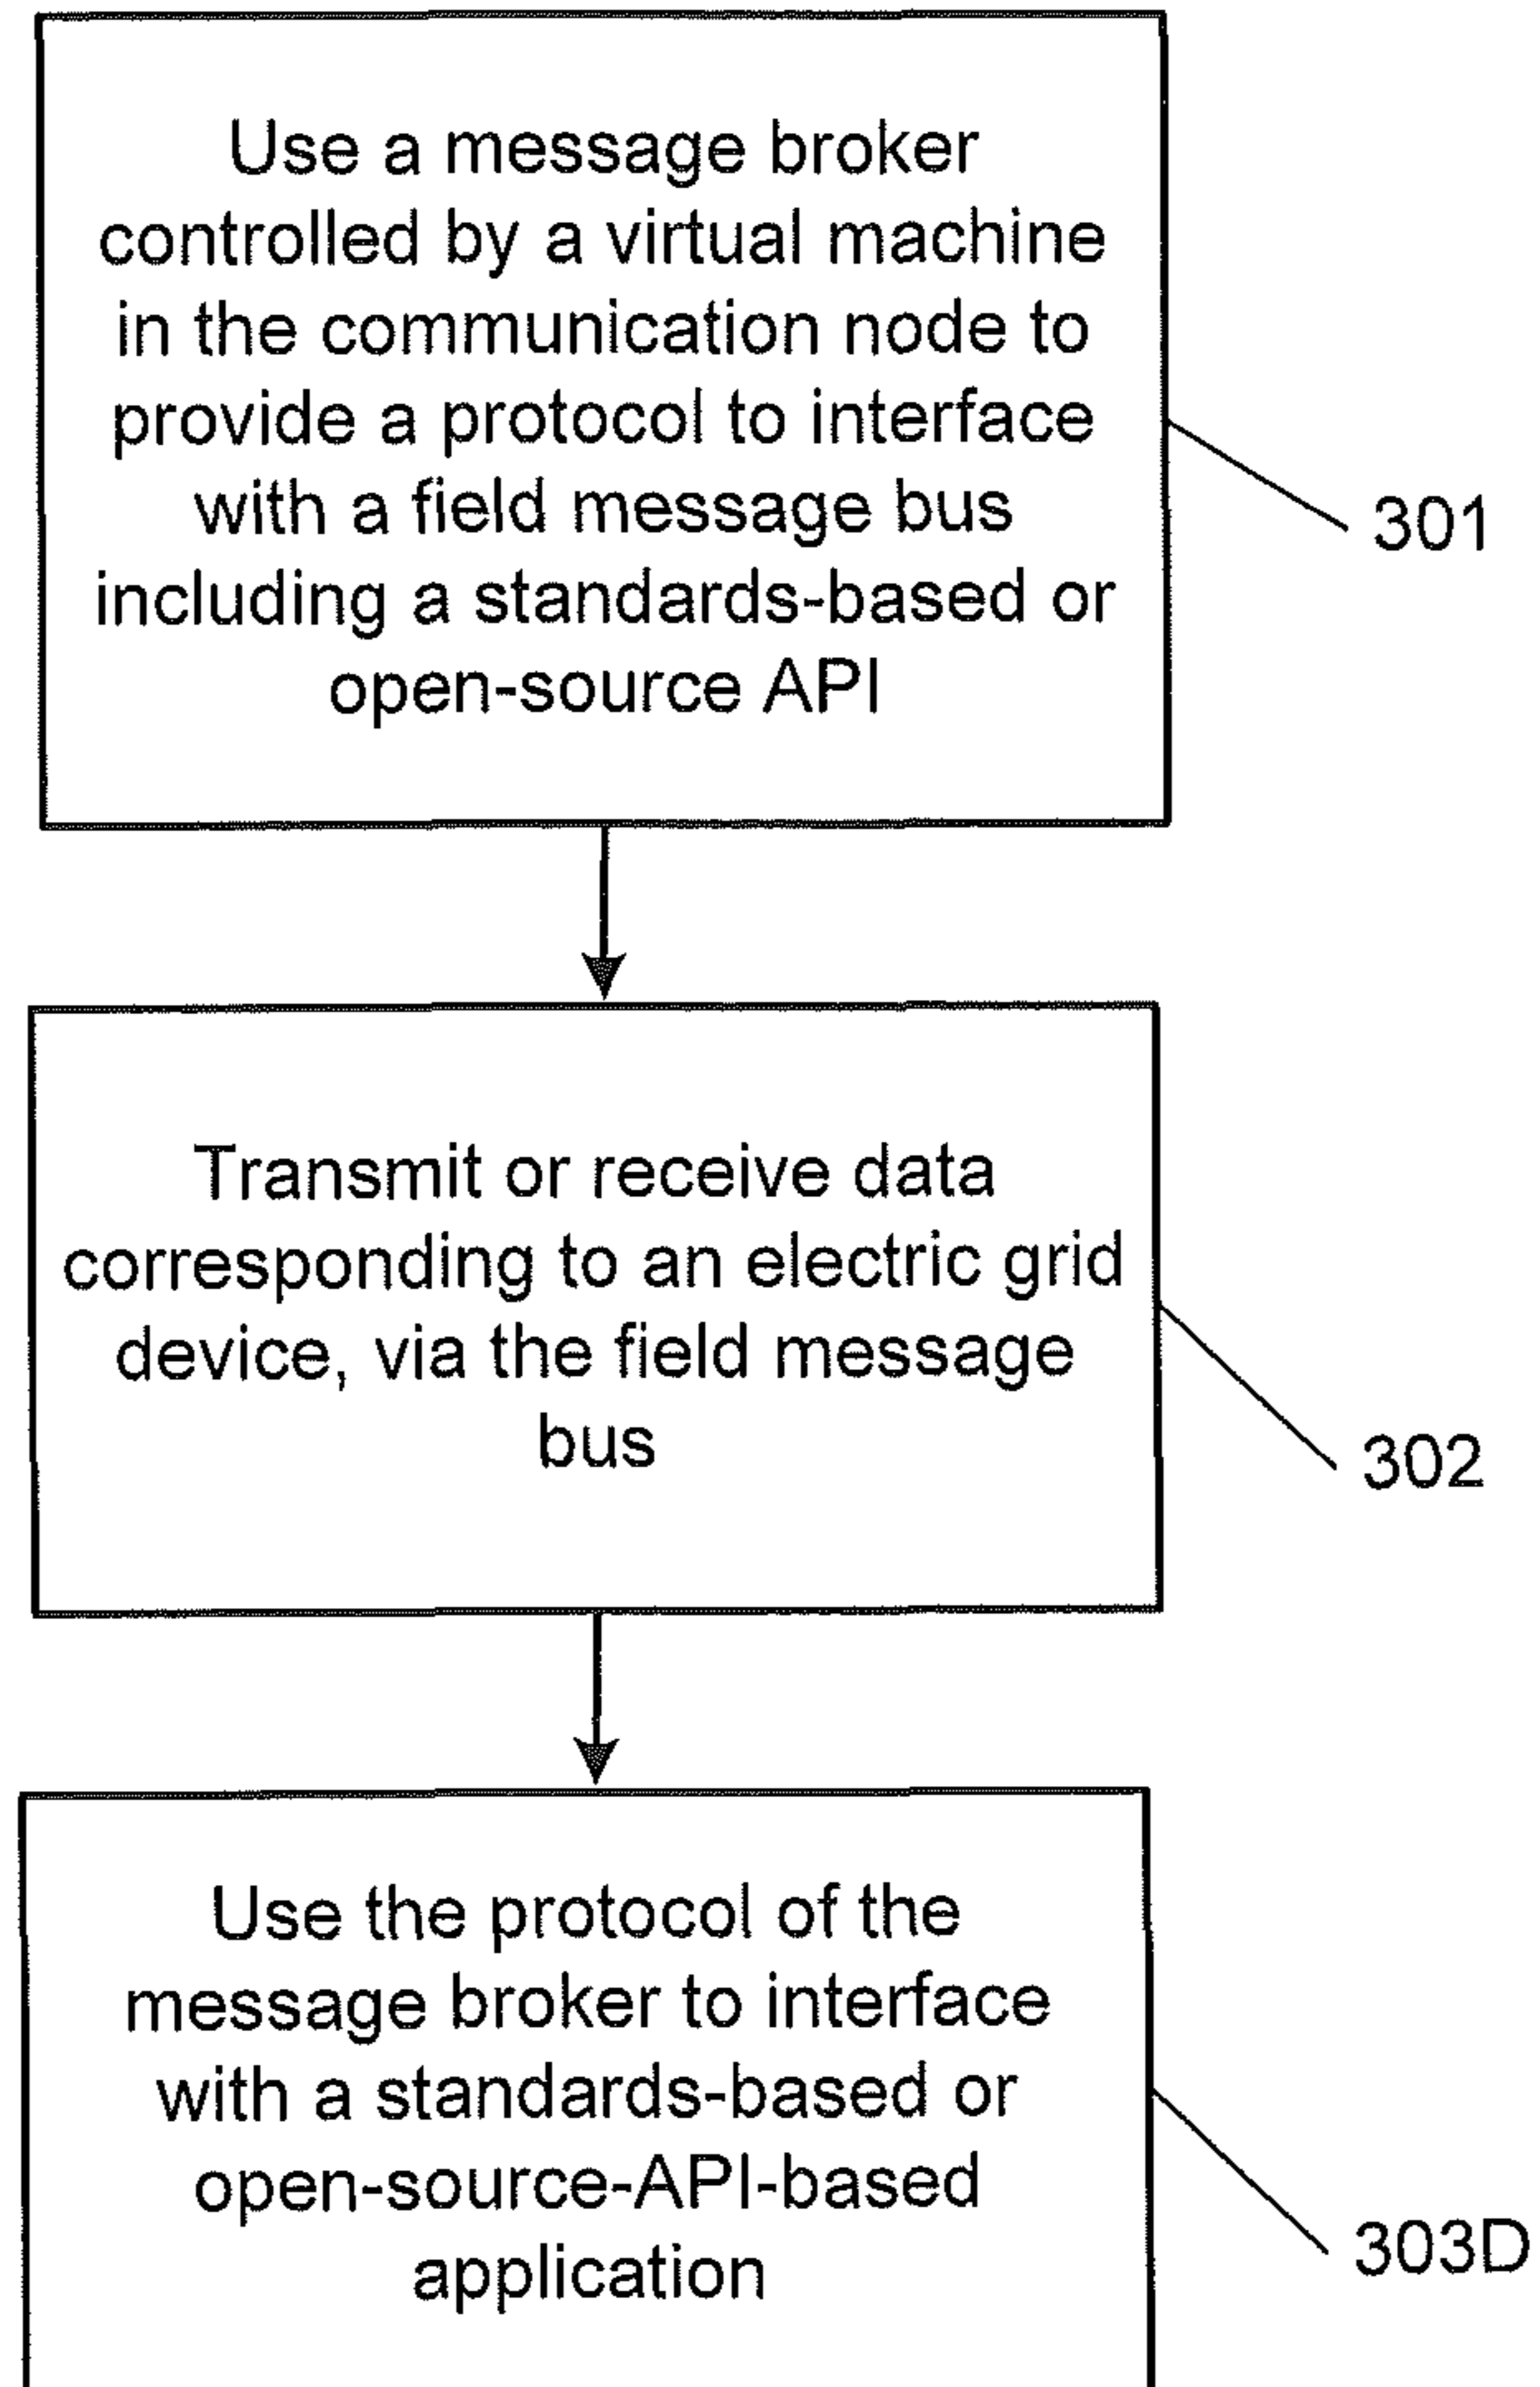 Use a message broker
controlled by a virtual machine
in the communication node to
provide a protocol to interface
with a field message bus
including a standards-based or
open-source API
301
Transmit or receive data
corresponding to an electric grid
device, via the field message
bus
302
Use the protocol of the
message broker to interface
with a standards-based or
open-source-API-based
application
303D